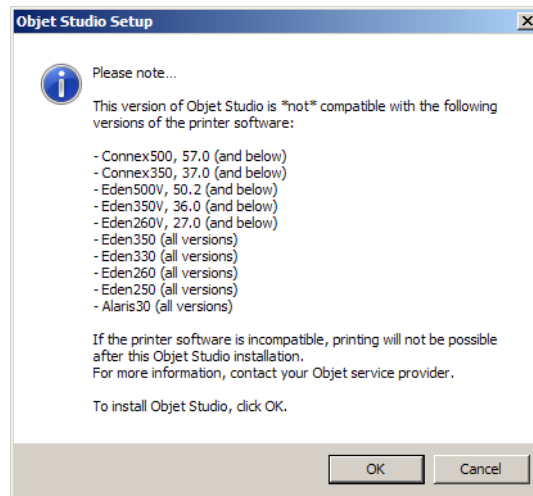 Objet Studio Setup
Please note...
This version of Objet Studio is *not* compatible with the following
versions of the printer software:
- Connex500, 57.0 (and below)
- Connex350, 37.0 (and below)
- Eden500V, 50.2 (and below)
- Eden350V, 36.0 (and below)
- Eden260V, 27.0 (and below)
- Eden350 (all versions)
- Eden330 (all versions)
- Eden260 (all versions)
- Eden250 (all versions)
- Alaris30 (all versions)
If the printer software is incompatible, printing will not be possible
after this Objet Studio installation.
For more information, contact your Objet service provider.
To install Objet Studio, click OK.
OK Cancel